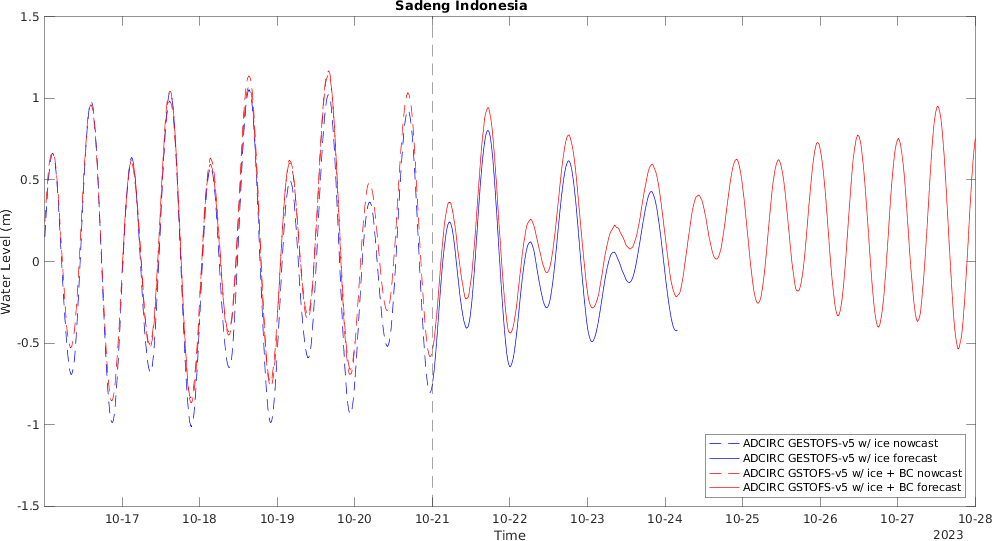 Sadeng Indonesia
1.5
1
0.5
0
-0.5
-1
-1.5
Water Level (m)
10-17 10-18 10-19 10-20 10-21 10-22 10-23 10-24 10-25 10-26 10-27 10-28
Time
2023
ADCIRC GESTOFS-v5 w/ ice nowcast
ADCIRC GESTOFS-v5 w/ ice forecast
ADCIRC GSTOFS-v5 w/ ice + BC nowcast
ADCIRC GSTOFS-v5 w/ ice + BC forecast